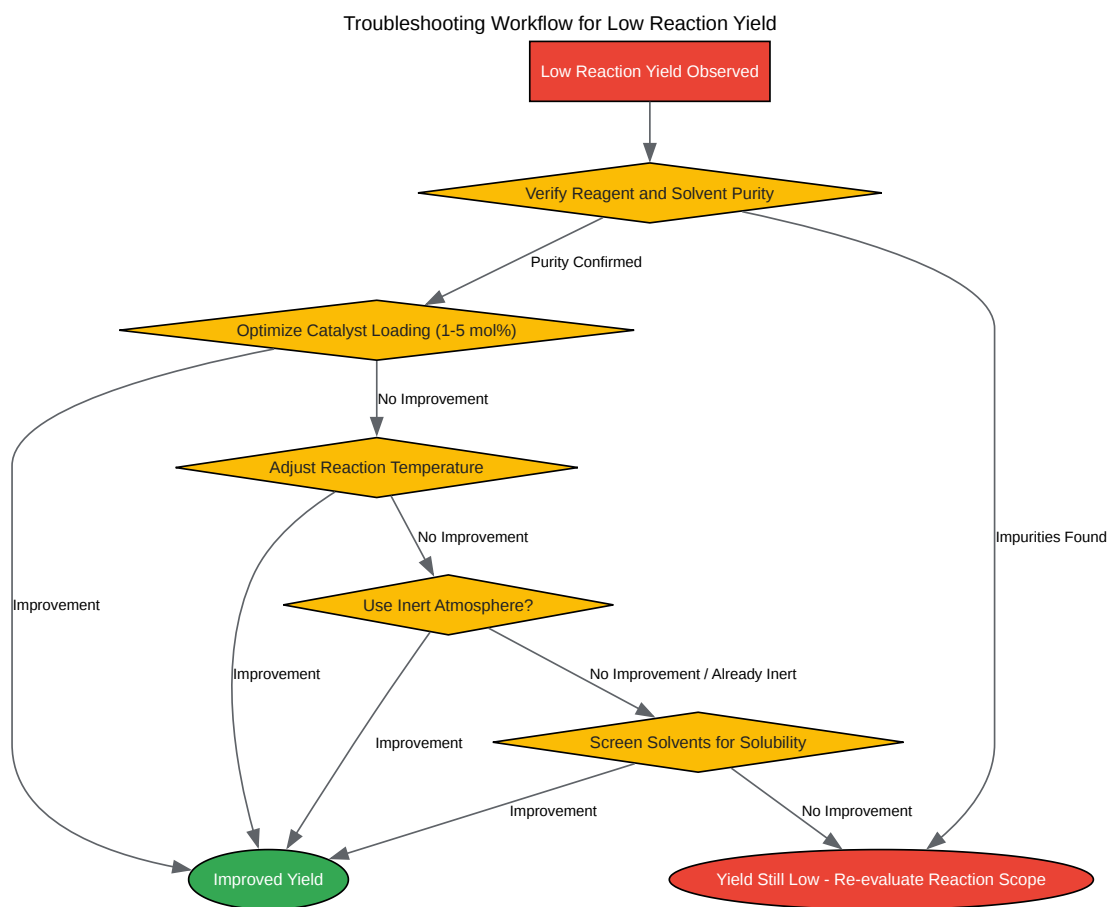 Troubleshooting Workflow for Low Reaction Yield
Low Reaction Yield Observed
Verify Reagent and Solvent Purity
Purity Confirmed
Optimize Catalyst Loading (1-5 mol%)
No Improvement
Adjust Reaction Temperature
No Improvement
Impurities Found
Use Inert Atmosphere?
Improvement
No Improvement / Already Inert
Improvement
Screen Solvents for Solubility
Improvement
Improvement
No Improvement
Improved Yield
Yield Still Low - Re-evaluate Reaction Scope